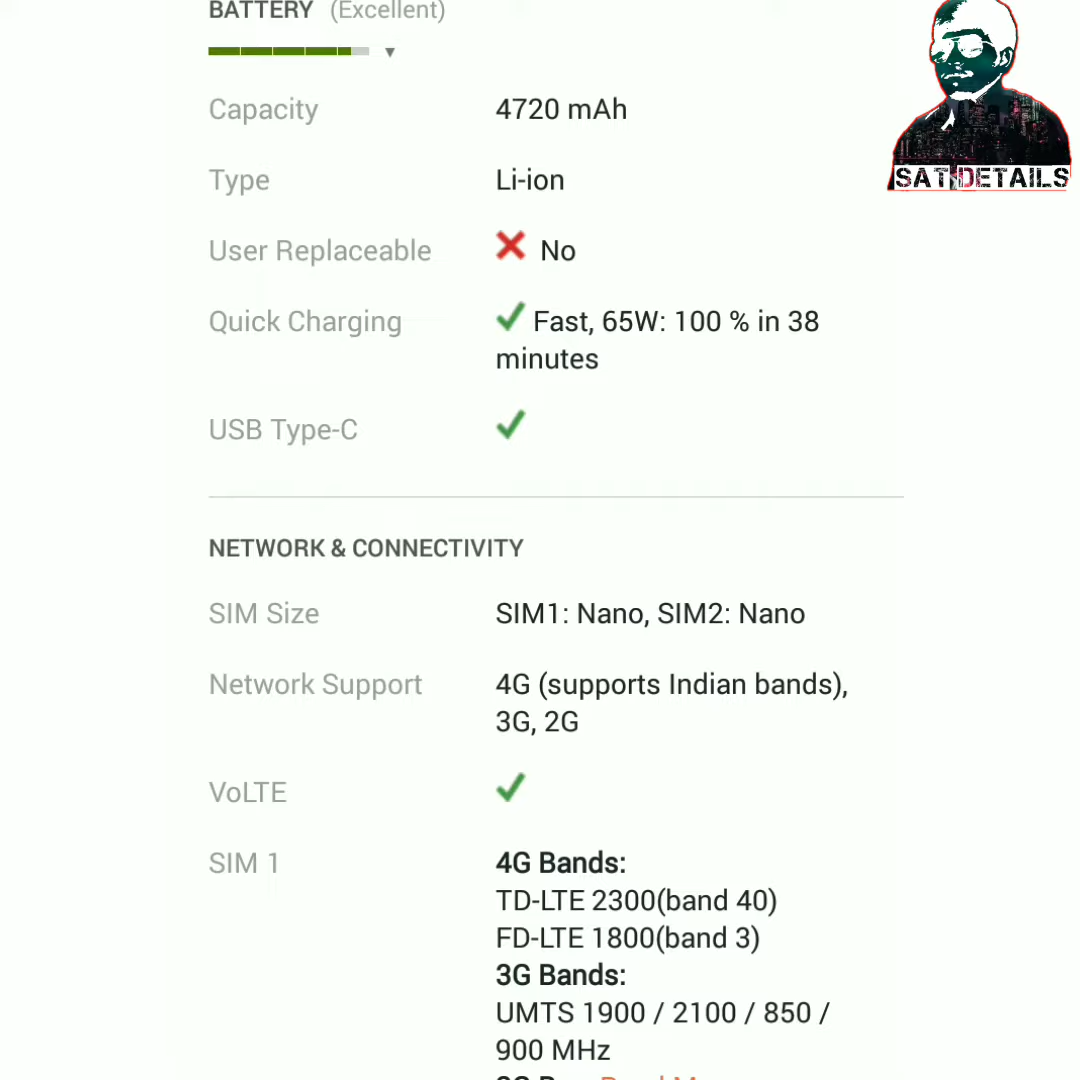 BATTERY (Excellent)
Capacity 4720 mAh
Type Li-ion
User Replaceable No
Quick Charging Fast, 65W: 100 % in 38
minutes
USB Type-C
NETWORK & CONNECTIVITY
SIM Size SIM1: Nano, SIM2: Nano
Network Support 4G (supports Indian bands),
3G, 2G
VoLTE
SIM 1 4G Bands:
TD-LTE 2300(band 40)
FD-LTE 1800(band 3)
3G Bands:
UMTS 1900 / 2100 / 850 /
900 MHz
SAT DETAILS